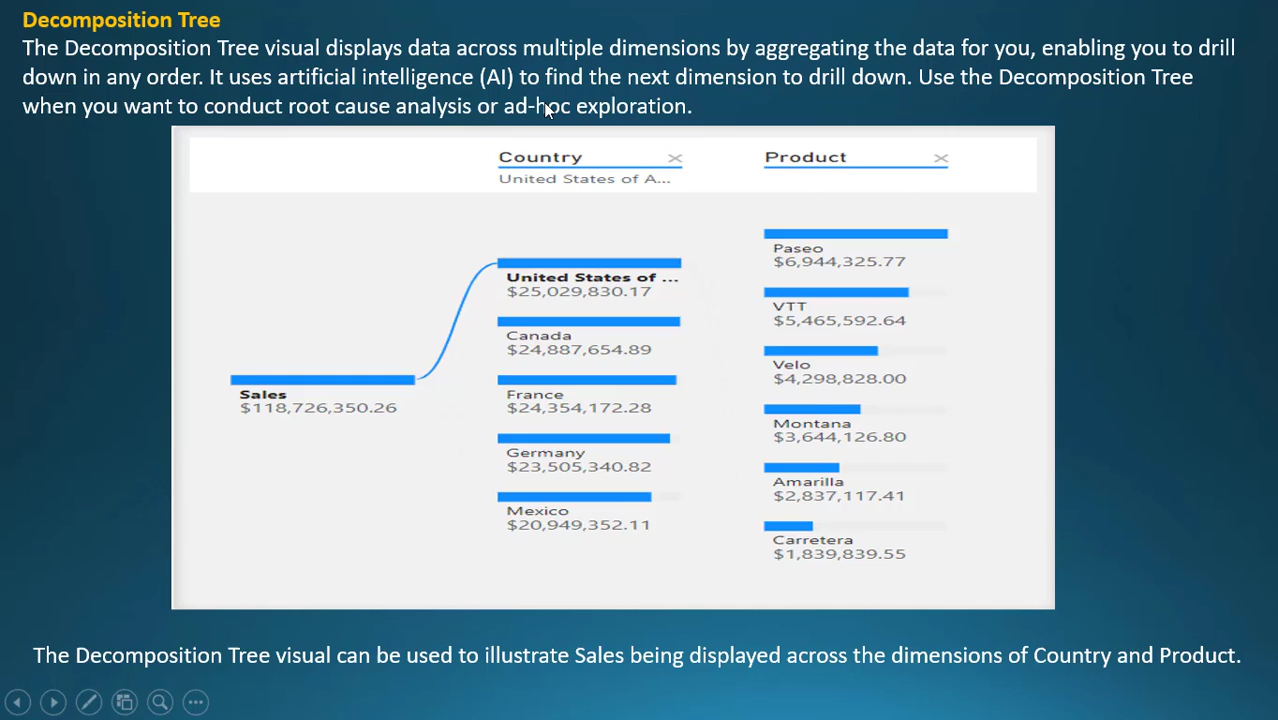 Decomposition Tree
The Decomposition Tree visual displays data across multiple dimensions by aggregating the data for you, enabling you to drill
down in any order. It uses artificial intelligence (AI) to find the next dimension to drill down. Use the Decomposition Tree
when you want to conduct root cause analysis or ad-hoc exploration.
Country
United States of A...
Product
Sales
$118,726,350.26
United States of ...
$25,029,830.17
Canada
$24,887,654.89
France
$24,354,172.28
Germany
$23,505,340.82
Mexico
$20,949,352.11
Paseo
$6,944,325.77
VTT
$5,465,592.64
Velo
$4,298,828.00
Montana
$3,644,126.80
Amarilla
$2,837,117.41
Carretera
$1,839,839.55
The Decomposition Tree visual can be used to illustrate Sales being displayed across the dimensions of Country and Product.